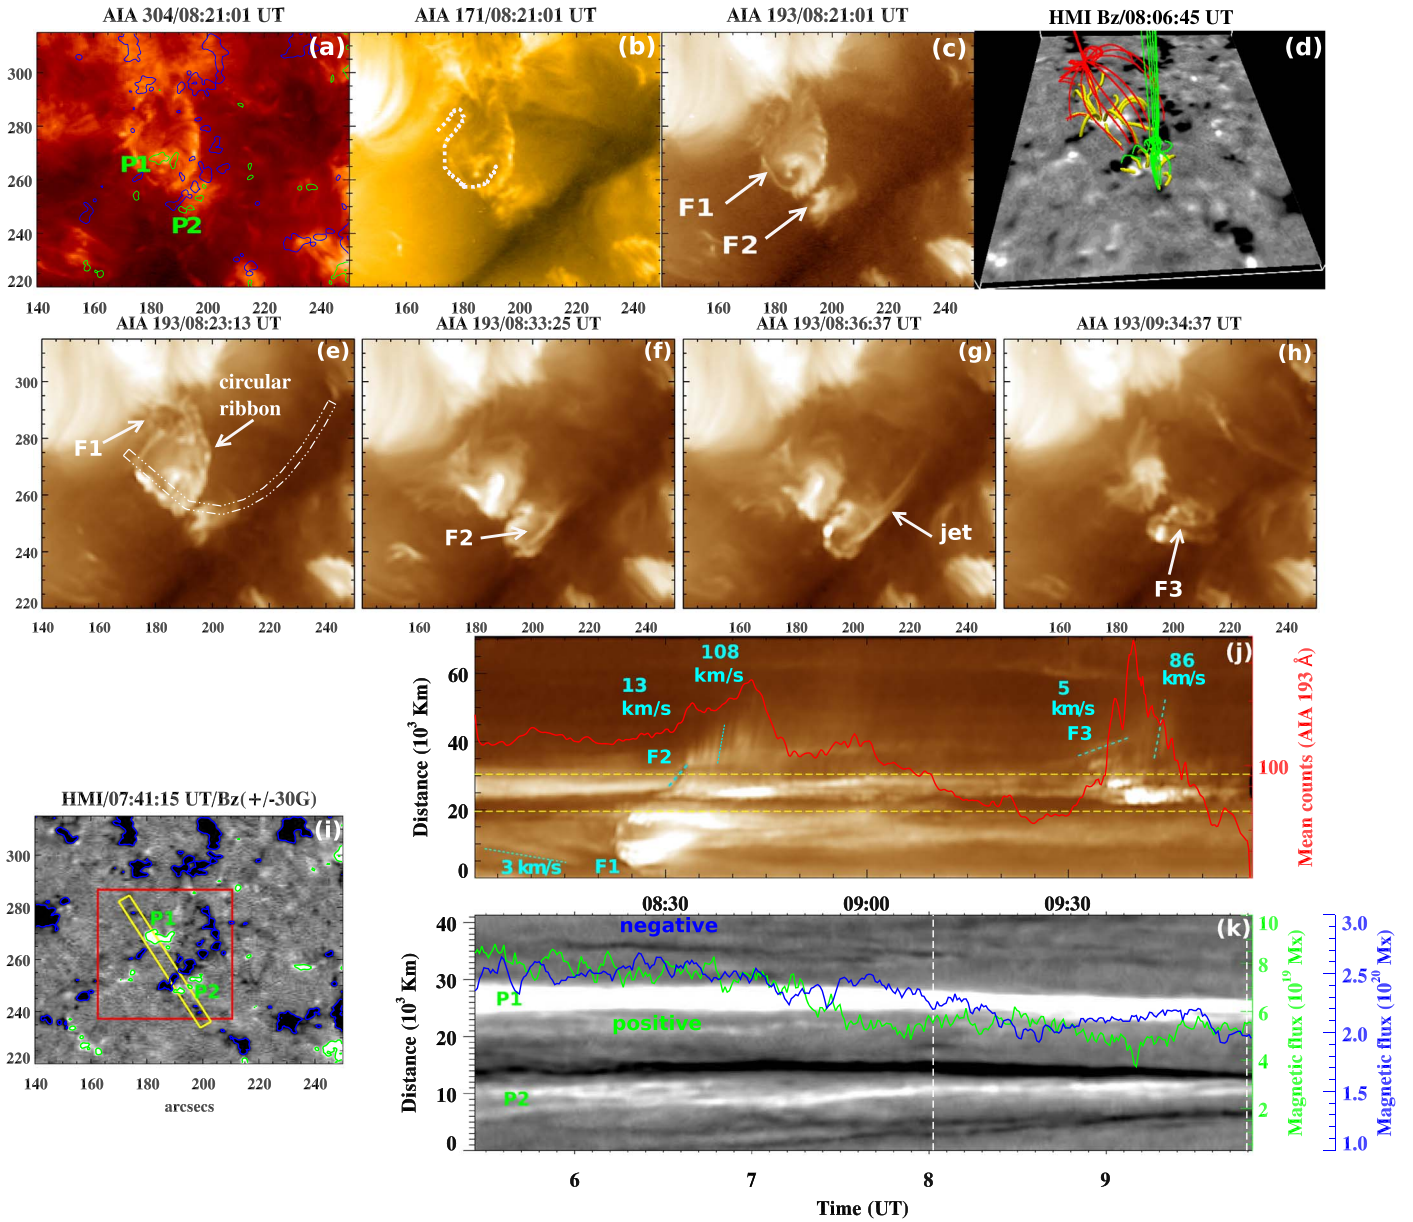 AIA 304/08:21:01 UT
AIA 171/08:21:01 UT
AIA 193/08:21:01 UT
HMI Bz/08:06:45 UT
(a)
(b)
(c)
(d)
300
280
260
240
220
P1
P2
F1
F2
140 160 180 200 220 240
160 180 200 220 240
160 180 200 220 240
AIA 193/08:23:13 UT
AIA 193/08:33:25 UT
AIA 193/08:36:37 UT
AIA 193/09:34:37 UT
(e)
(f)
(g)
(h)
300
280
260
240
220
circular
ribbon
F1
F2
jet
F3
140 160 180 200 220 240
160 180 200 220 240
160 180 200 220 240
160 180 200 220 240
HMI/07:41:15 UT/Bz(+/-30G)
(i)
300
280
260
240
220
P1
P2
140 160 180 200 220 240
arcsecs
(j)
Distance (10³ Km)
60
40
20
0
13
km/s
108
km/s
F2
5
km/s
F3
86
km/s
3 km/s
F1
100
Mean counts (AIA 193 Å)
08:30 09:00 09:30
(k)
Distance (10³ Km)
40
30
20
10
0
negative
P1
positive
P2
10
8
6
4
2
Magnetic flux (10¹⁹ Mx)
3.0
2.5
2.0
1.5
1.0
Magnetic flux (10²⁰ Mx)
6 7 8 9
Time (UT)